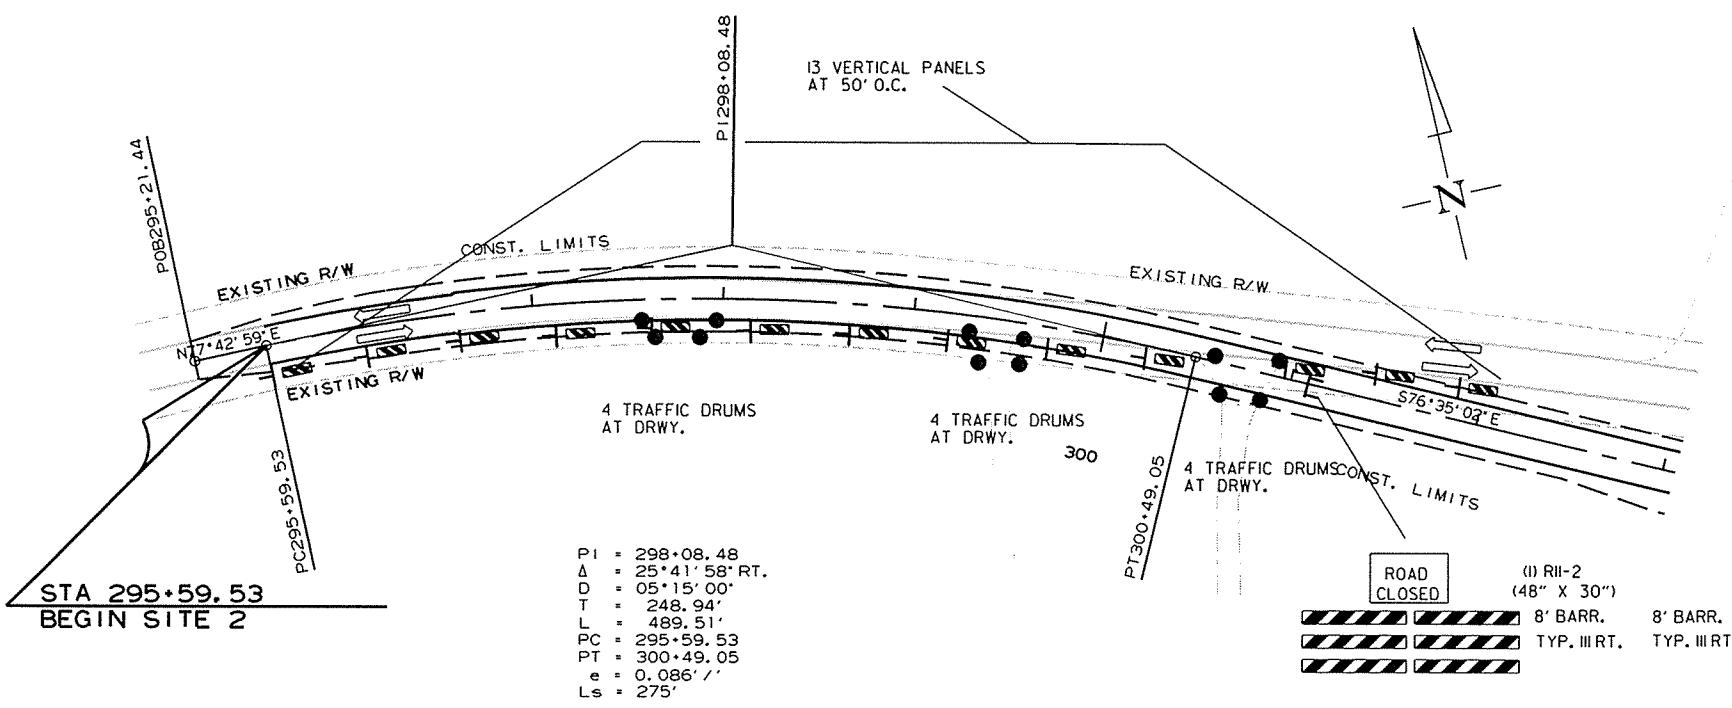 13 VERTICAL PANELS
AT 50' O.C.
PI298+08.48
POB295+21.44
N
CONST. LIMITS
EXISTING R/W
EXISTING R/W
N77°42'59"E
EXISTING R/W
S76°35'02"E
4 TRAFFIC DRUMS
AT DRWY.
4 TRAFFIC DRUMS
AT DRWY.
300
4 TRAFFIC DRUMS
AT DRWY.
CONST. LIMITS
PC295+59.53
PT300+49.05
STA 295+59.53
BEGIN SITE 2
PI = 298+08.48
Δ = 25°41'58" RT.
D = 05°15'00"
T = 248.94'
L = 489.51'
PC = 295+59.53
PT = 300+49.05
e = 0.086'/'
Ls = 275'
ROAD
CLOSED
(1) R11-2
(48" X 30")
8' BARR. 8' BARR.
TYP. III RT. TYP. III RT